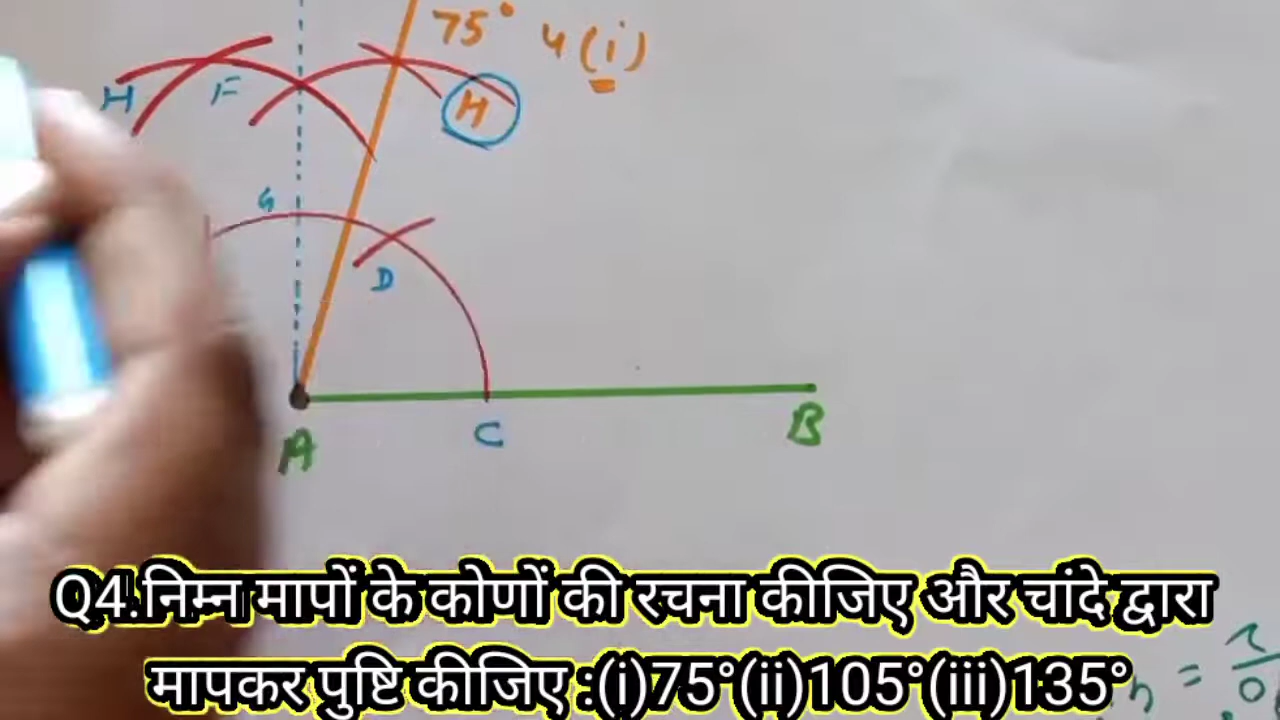 75° 4(i)
H F H
G
D
A C B
Q4.निम्न मापों के कोणों की रचना कीजिए और चांदे द्वारा
मापकर पुष्टि कीजिए :(i)75°(ii)105°(iii)135°